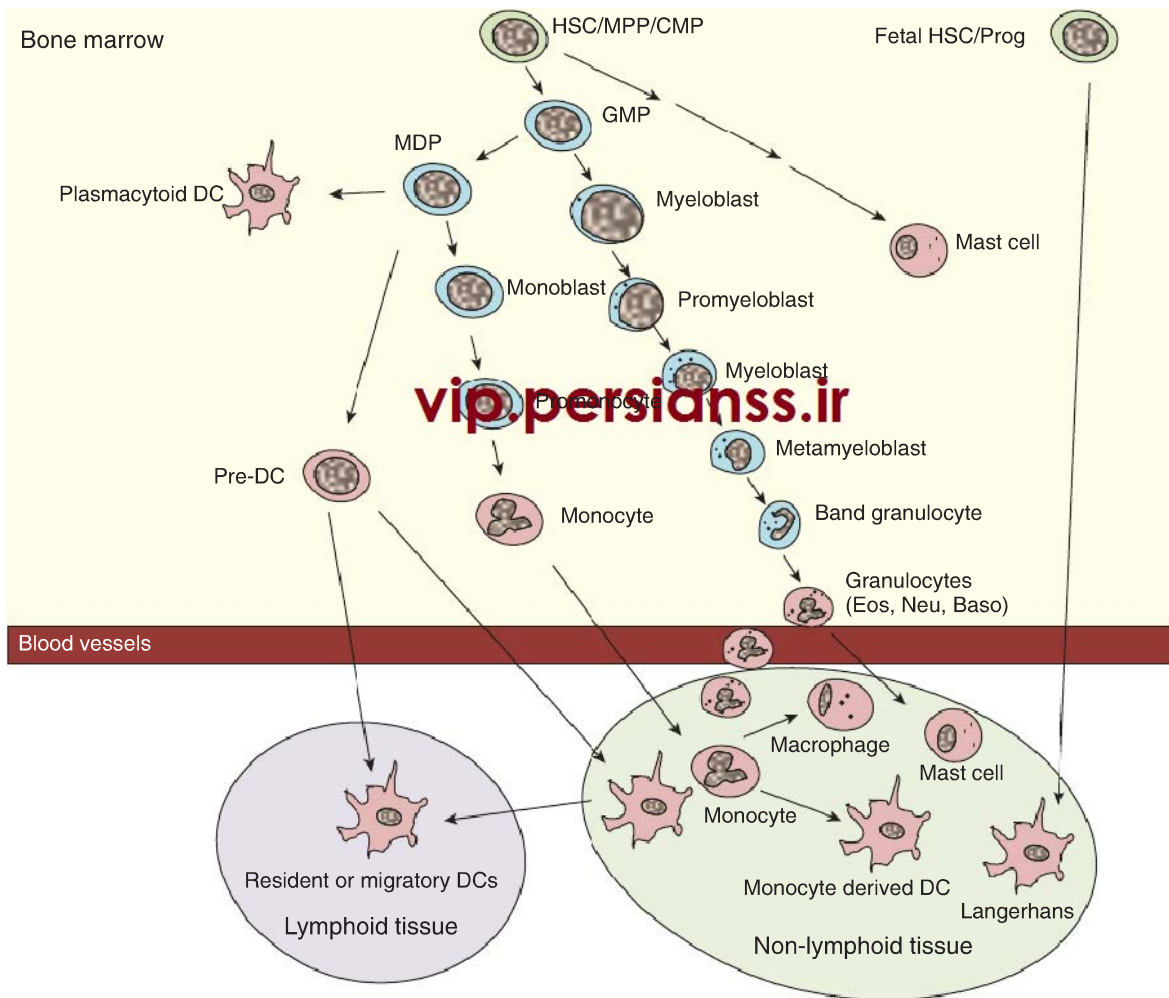 Bone marrow
HSC/MPP/CMP
Fetal HSC/Prog
GMP
MDP
Plasmacytoid DC
Myeloblast
Mast cell
Monoblast
Promyeloblast
Myeloblast
Promonocyte
vip.persianss.ir
Metamyeloblast
Pre-DC
Monocyte
Band granulocyte
Granulocytes
(Eos, Neu, Baso)
Blood vessels
Macrophage
Mast cell
Monocyte
Resident or migratory DCs
Monocyte derived DC
Langerhans
Lymphoid tissue
Non-lymphoid tissue